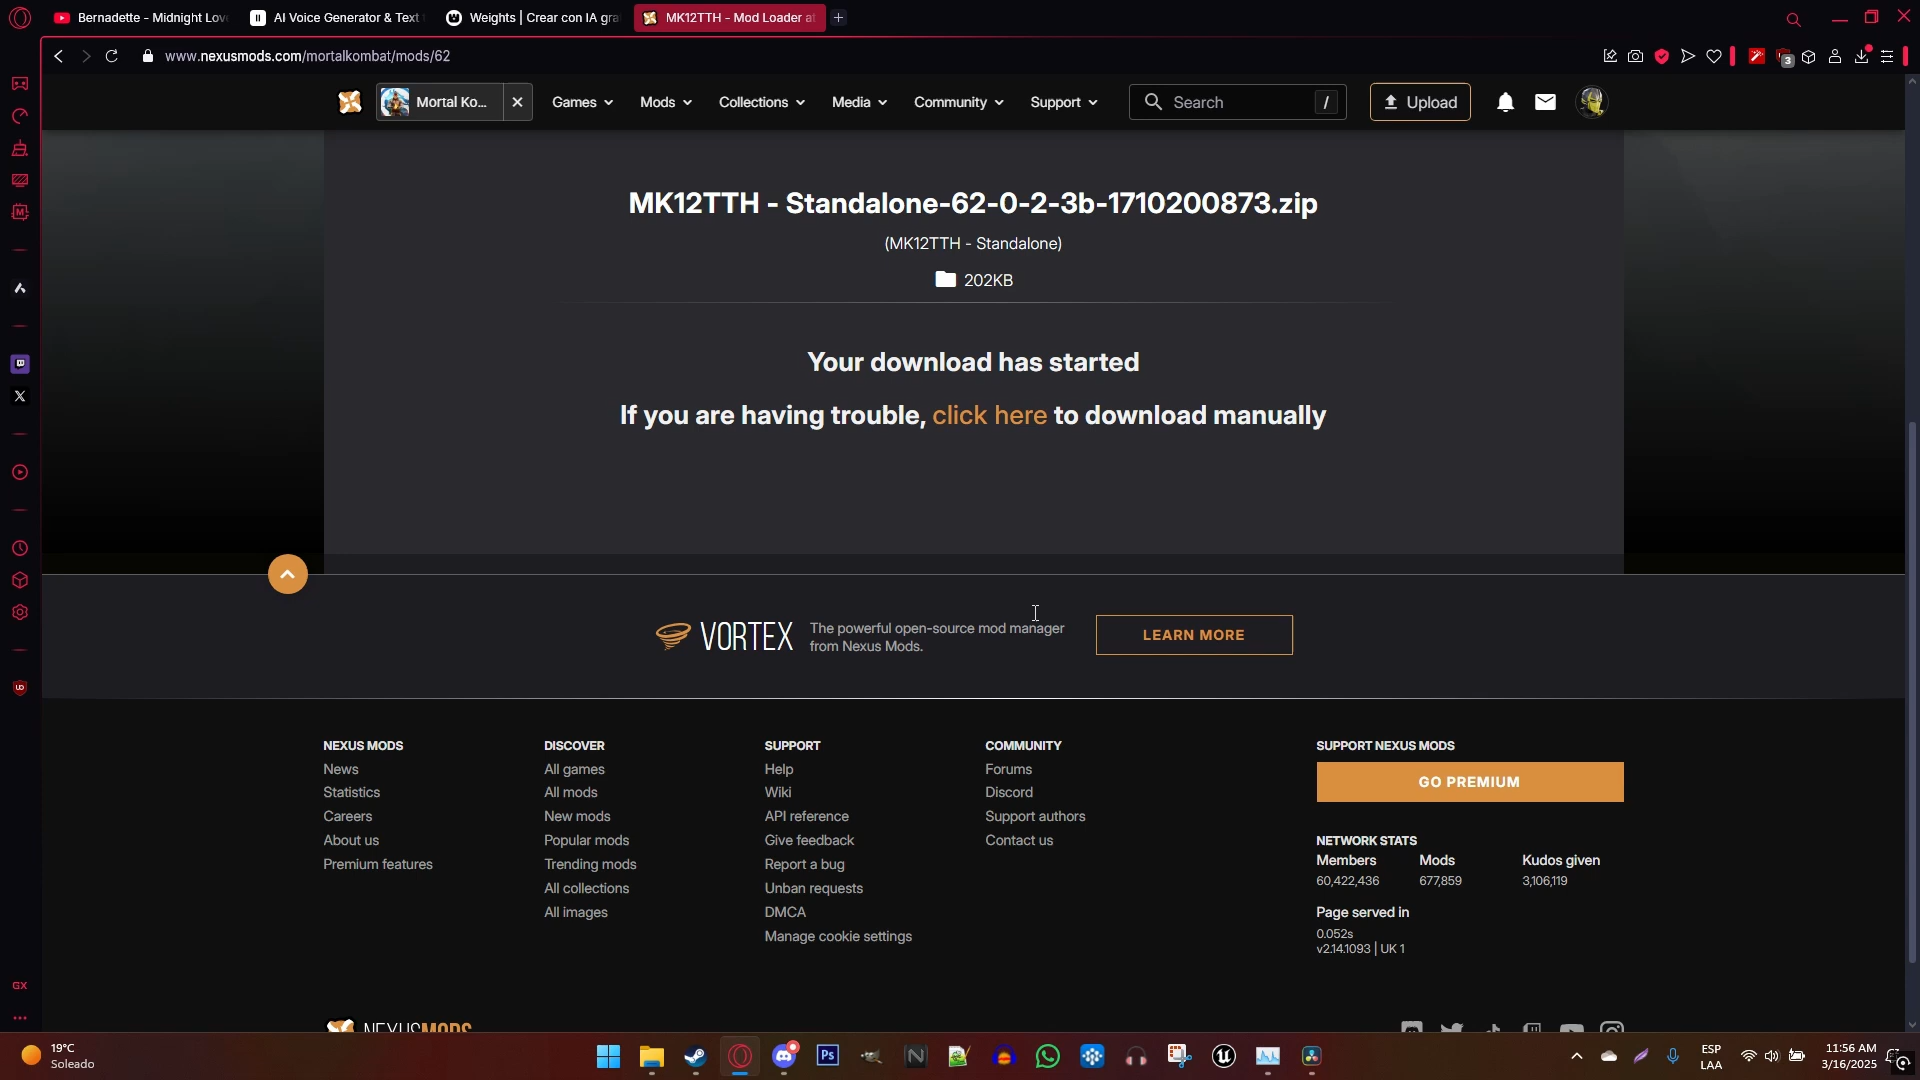 Bernadette - Midnight Lov
AI Voice Generator & Text
Weights | Crear con IA gra
MK12TTH - Mod Loader a
www.nexusmods.com/mortalkombat/mods/62
3
Mortal Ko...
Games
Mods
Collections
Media
Community
Support
Search
/
Upload
MK12TTH - Standalone-62-0-2-3b-1710200873.zip
(MK12TTH - Standalone)
202KB
Your download has started
If you are having trouble, click here to download manually
VORTEX
The powerful open-source mod manager
from Nexus Mods.
LEARN MORE
NEXUS MODS
News
Statistics
Careers
About us
Premium features
DISCOVER
All games
All mods
New mods
Popular mods
Trending mods
All collections
All images
SUPPORT
Help
Wiki
API reference
Give feedback
Report a bug
Unban requests
DMCA
Manage cookie settings
COMMUNITY
Forums
Discord
Support authors
Contact us
SUPPORT NEXUS MODS
GO PREMIUM
NETWORK STATS
Members
60,422,436
Mods
677,859
Kudos given
3,106,119
Page served in
0.052s
v2.14.1093 | UK 1
NEXUSMODS
GX
19°C
Soleado
Ps
ESP
LAA
11:56 AM
3/16/2025